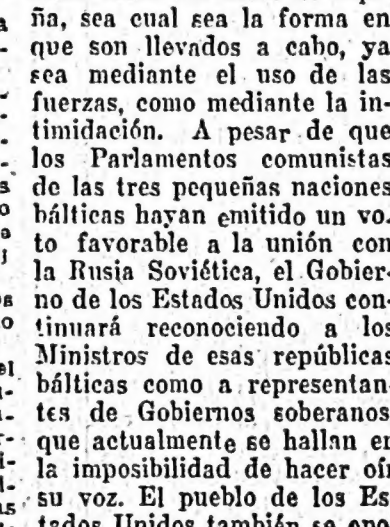 ña, sea cual sea la forma en
que son llevados a cabo, ya
sea mediante el uso de las
fuerzas, como mediante la in-
timidación. A pesar de que
los Parlamentos comunistas
de las tres pequeñas naciones
bálticas hayan emitido un vo-
to favorable a la unión con
la Rusia Soviética, el Gobier-
no de los Estados Unidos con-
tinuará reconociendo a los
Ministros de esas repúblicas
bálticas como a representan-
tes de Gobiernos soberanos
que actualmente se hallan en
la imposibilidad de hacer oír
su voz. El pueblo de los Es
tados Unidos también se